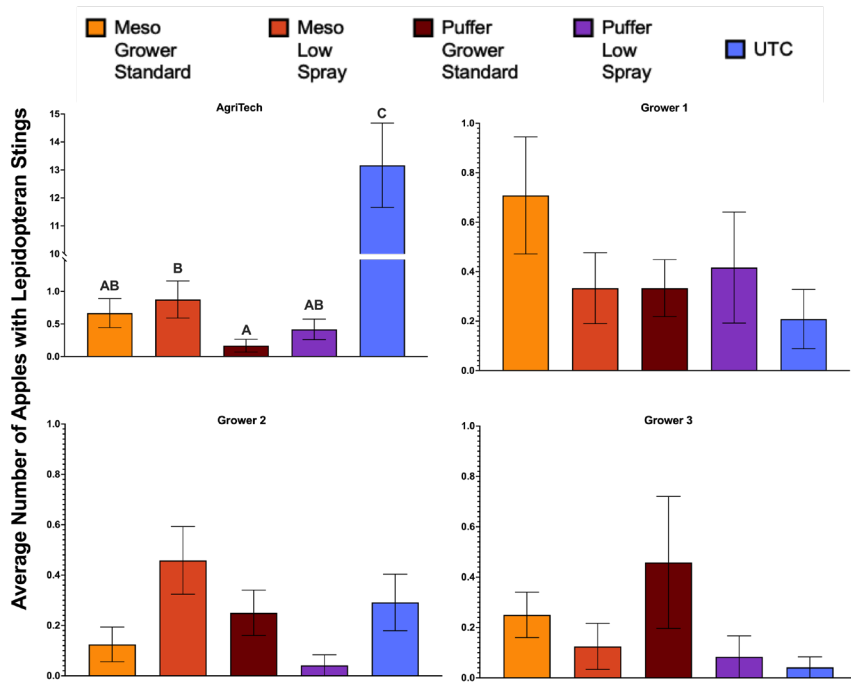 Meso
Grower
Standard
Meso
Low
Spray
Puffer
Grower
Standard
Puffer
Low
Spray
UTC
Average Number of Apples with Lepidopteran Stings
AgriTech
15
14
13
12
11
10
1.0
0.5
0.0
AB
B
A
AB
C
Grower 1
1.0
0.8
0.6
0.4
0.2
0.0
Grower 2
1.0
0.8
0.6
0.4
0.2
0.0
Grower 3
1.0
0.8
0.6
0.4
0.2
0.0